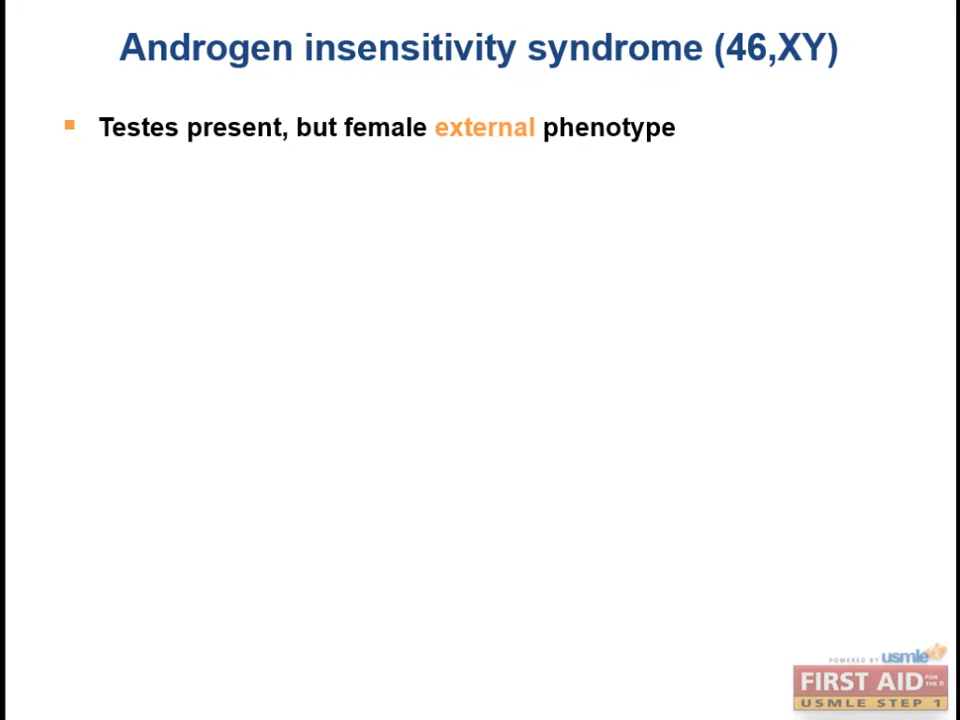 Androgen insensitivity syndrome (46,XY)
Testes present, but female external phenotype
POWERED BY usmle
FIRST AID FOR THE
USMLE STEP 1